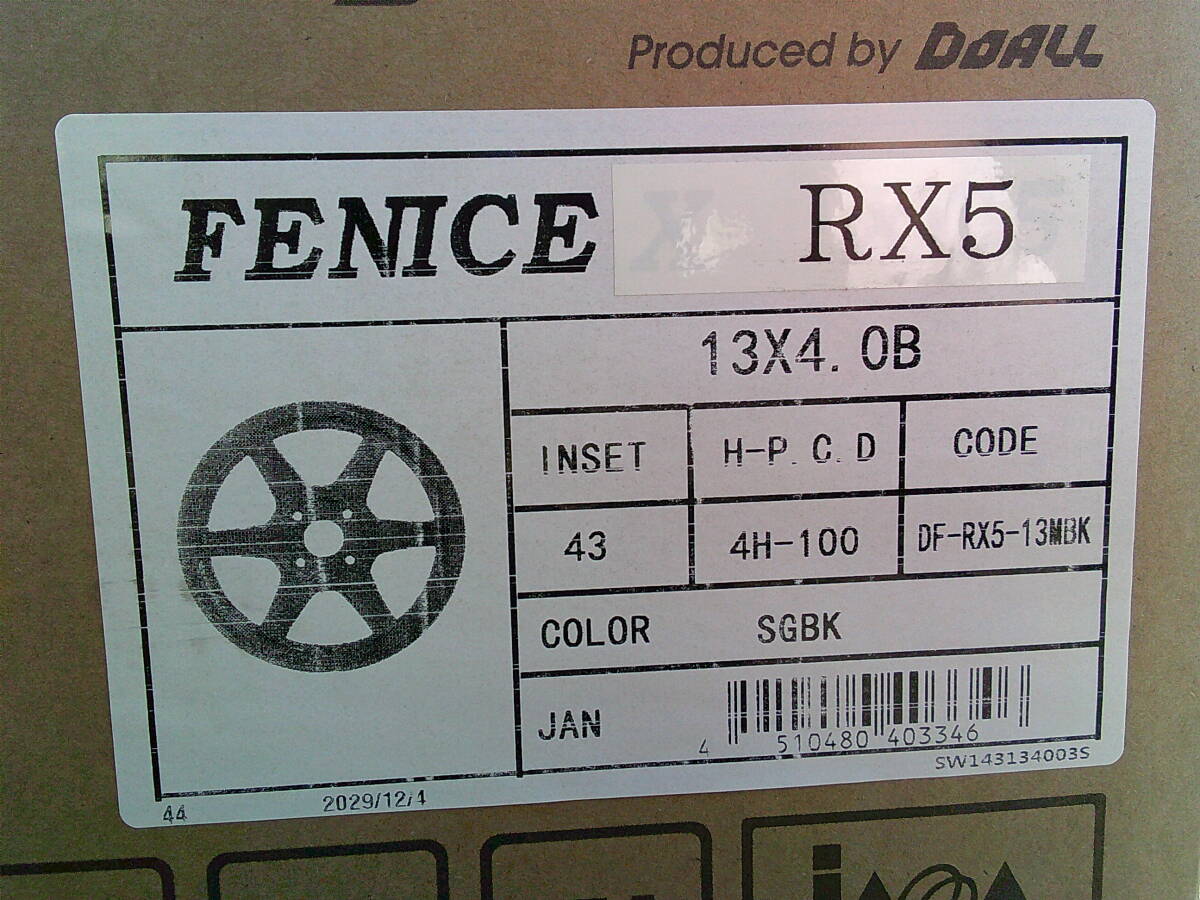 Produced by DOALL
FENICE RX5
13X4. 0B
INSET H-P. C. D CODE
43 4H-100 DF-RX5-13MBK
COLOR SGBK
JAN
4 510480 403346
SW143134003S
44 2029/12/4